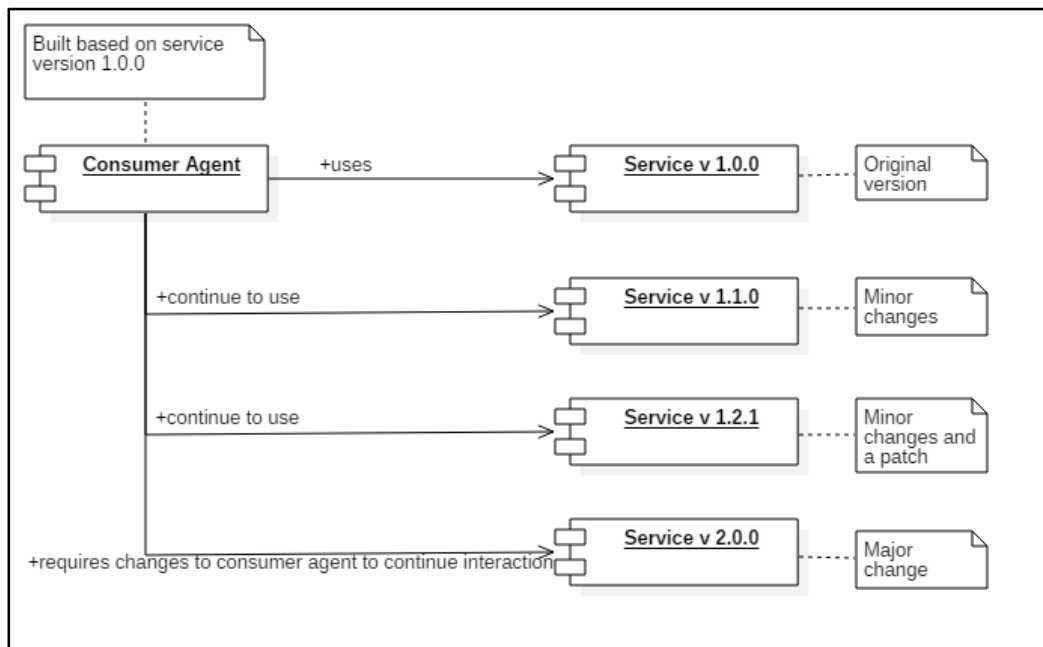 Built based on service
version 1.0.0
Consumer Agent
+uses
Service v 1.0.0
Original
version
+continue to use
Service v 1.1.0
Minor
changes
+continue to use
Service v 1.2.1
Minor
changes and
a patch
+requires changes to consumer agent to continue interaction
Service v 2.0.0
Major
change